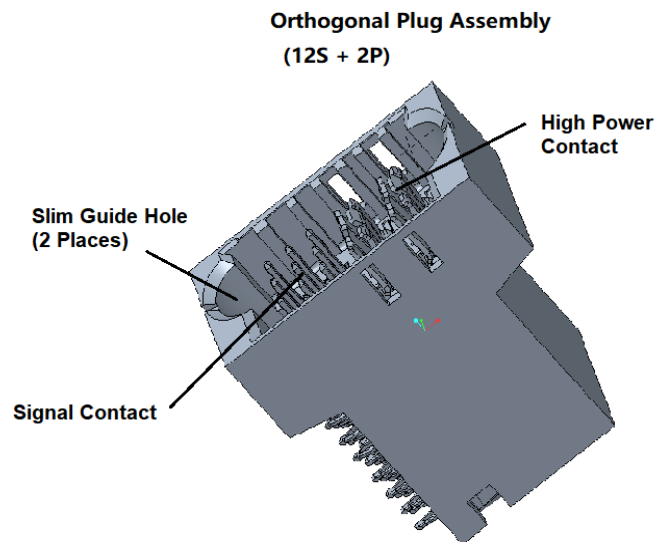 Orthogonal Plug Assembly
(12S + 2P)
High Power
Contact
Slim Guide Hole
(2 Places)
Signal Contact